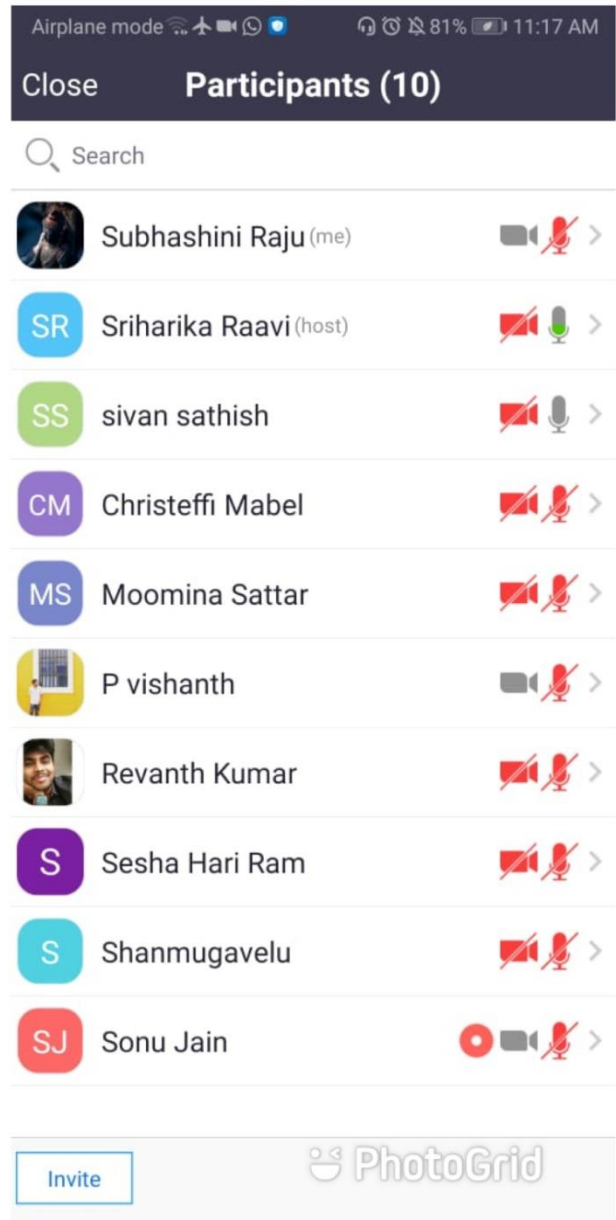 Airplane mode 81% 11:17 AM
Close Participants (10)
Search
Subhashini Raju (me)
SR Sriharika Raavi (host)
SS sivan sathish
CM Christeffi Mabel
MS Moomina Sattar
P vishanth
Revanth Kumar
S Sesha Hari Ram
S Shanmugavelu
SJ Sonu Jain
Invite PhotoGrid